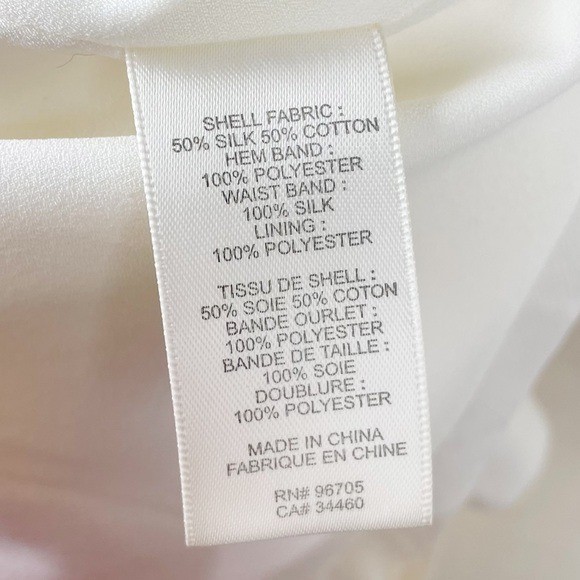 SHELL FABRIC :
50% SILK 50% COTTON
HEM BAND :
100% POLYESTER
WAIST BAND :
100% SILK
LINING :
100% POLYESTER
TISSU DE SHELL :
50% SOIE 50% COTON
BANDE OURLET :
100% POLYESTER
BANDE DE TAILLE :
100% SOIE
DOUBLURE :
100% POLYESTER
MADE IN CHINA
FABRIQUE EN CHINE
RN# 96705
CA# 34460